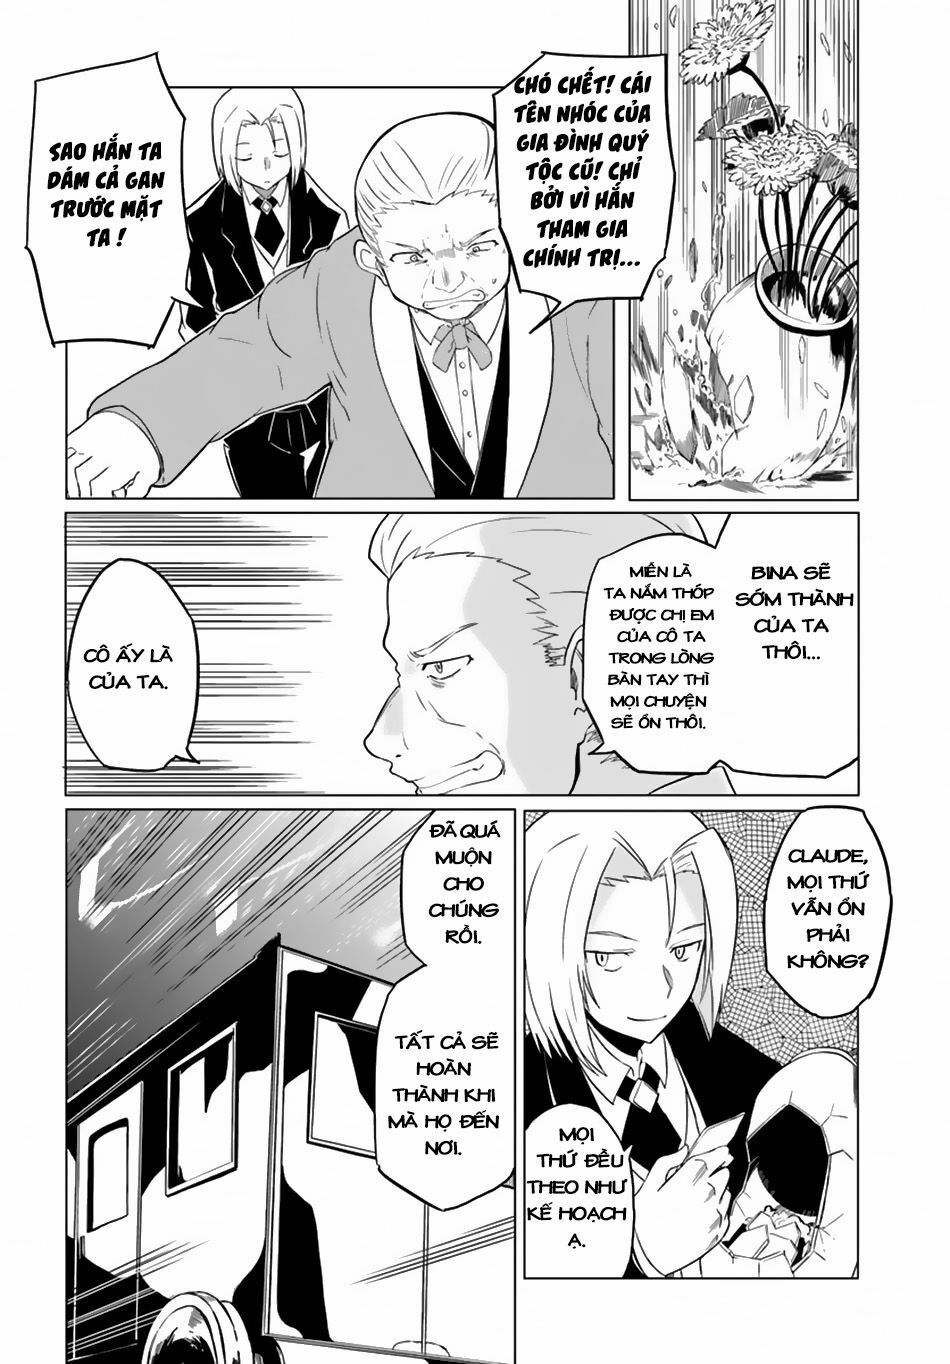 CHÓ CHẾT! CÁI
TÊN NHÓC CỦA
GIA ĐÌNH QUÝ
TỘC CŨ! CHỈ
BỞI VÌ HẮN
THAM GIA
CHÍNH TRỊ...
SAO HẮN TA
DÁM CẢ GAN
TRƯỚC MẶT
TA !
BINA SẼ
SỚM THÀNH
CỦA TA
THÔI...
MIỄN LÀ
TA NẮM THÓP
ĐƯỢC CHỊ EM
CỦA CÔ TA
TRONG LÒNG
BÀN TAY THÌ
MỌI CHUYỆN
SẼ ỔN THÔI.
CÔ ẤY LÀ
CỦA TA.
CLAUDE,
MỌI THỨ
VẪN ỔN
PHẢI
KHÔNG?
MỌI
THỨ ĐỀU
THEO NHƯ
KẾ HOẠCH
Ạ.
ĐÃ QUÁ
MUỘN
CHO
CHÚNG
RỒI.
TẤT CẢ SẼ
HOÀN
THÀNH KHI
MÀ HỌ ĐẾN
NƠI.